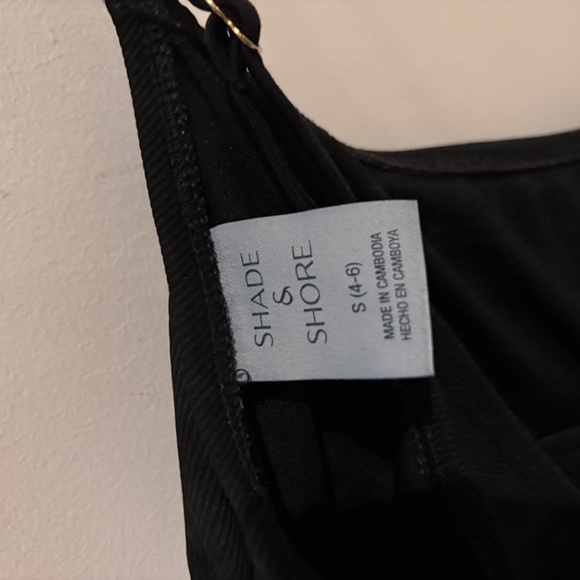 SHADE
&
SHORE
S (4-6)
MADE IN CAMBODIA
HECHO EN CAMBOYA